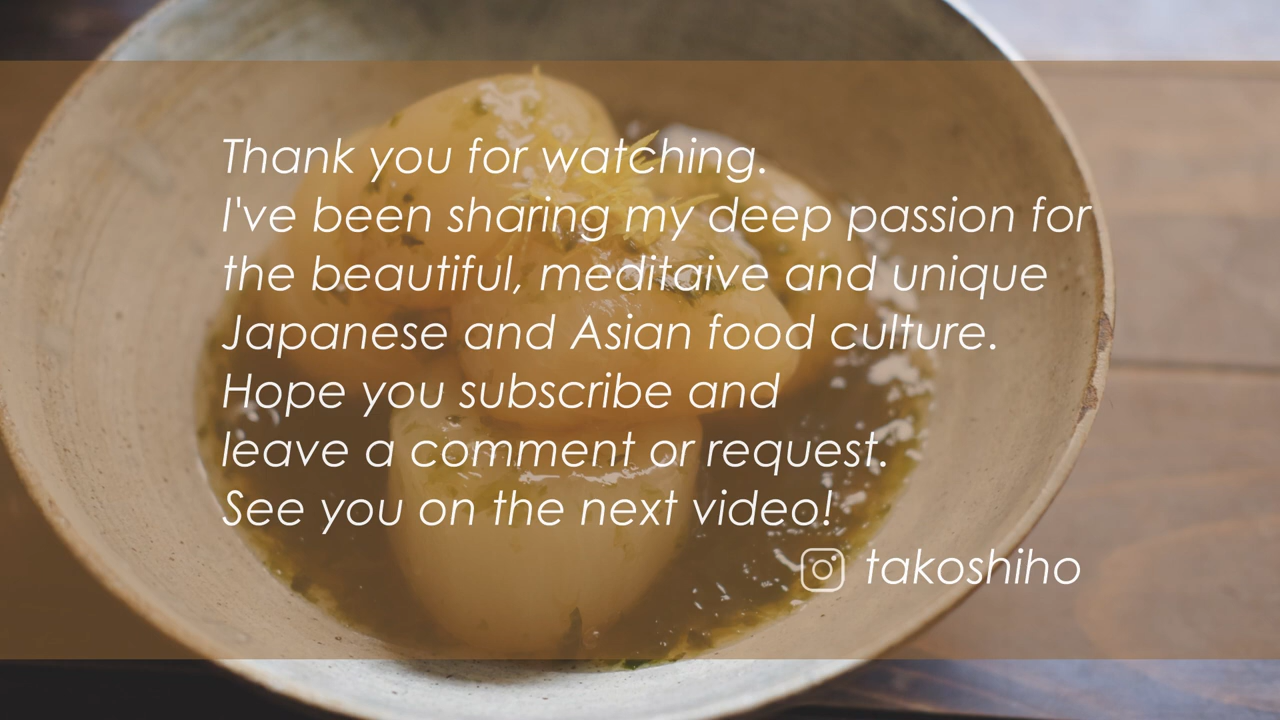 Thank you for watching.
I've been sharing my deep passion for
the beautiful, meditaive and unique
Japanese and Asian food culture.
Hope you subscribe and
leave a comment or request.
See you on the next video!
takoshiho